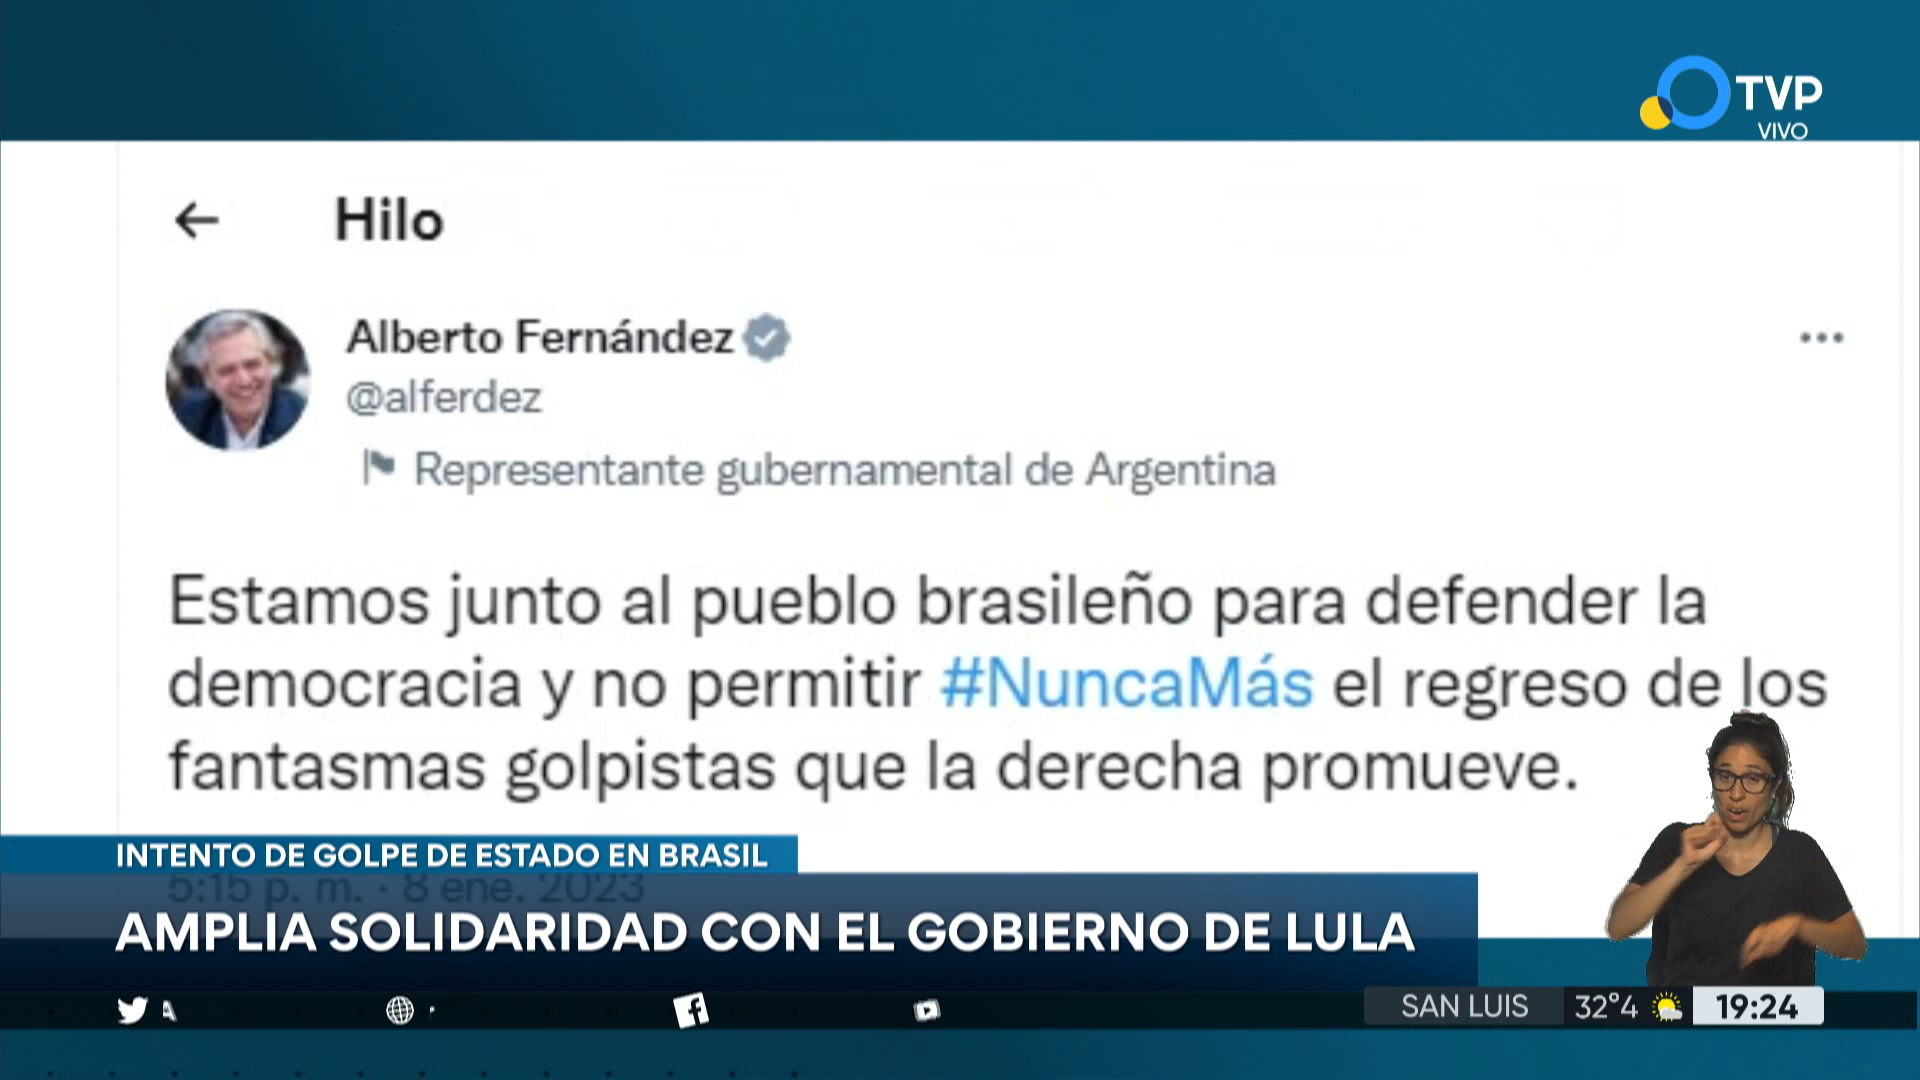 TVP
VIVO
Hilo
Alberto Fernández
@alferdez
Representante gubernamental de Argentina
Estamos junto al pueblo brasileño para defender la
democracia y no permitir #NuncaMás el regreso de los
fantasmas golpistas que la derecha promueve.
INTENTO DE GOLPE DE ESTADO EN BRASIL
5:15 p. m. · 8 ene. 2023
AMPLIA SOLIDARIDAD CON EL GOBIERNO DE LULA
SAN LUIS 32°4 19:24